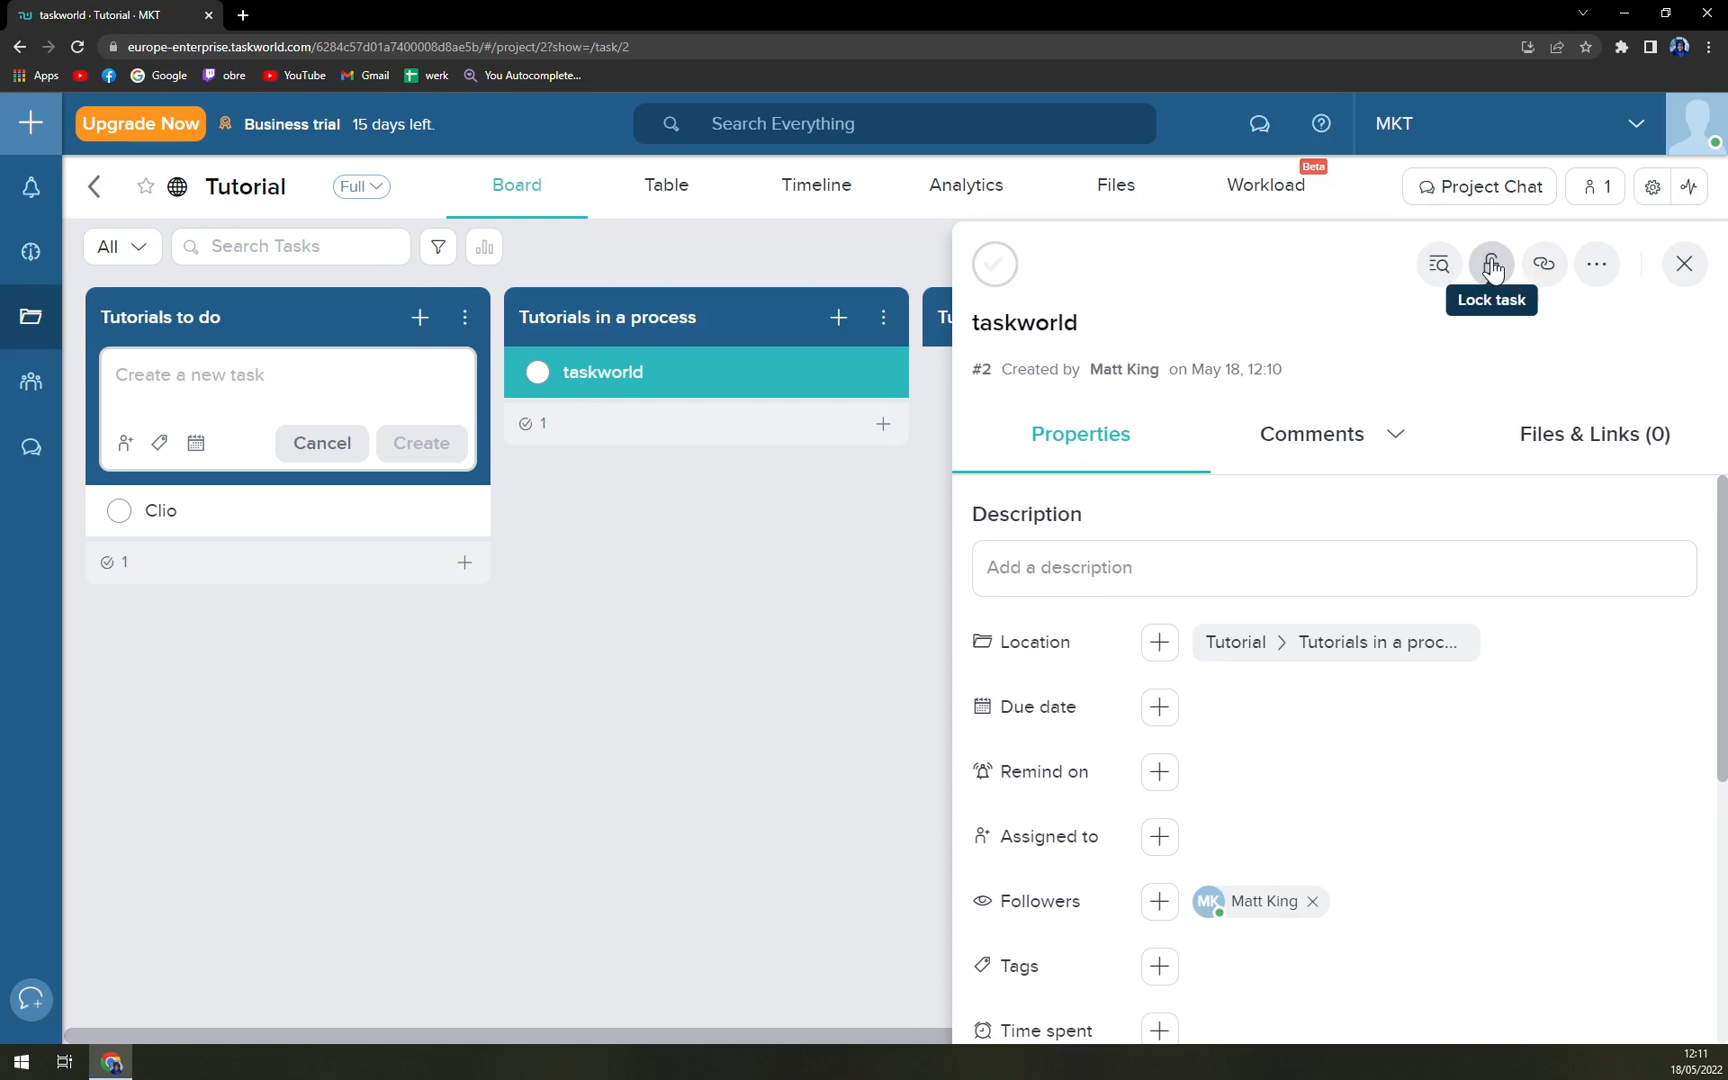 taskworld · Tutorial · MKT
europe-enterprise.taskworld.com/6284c57d01a7400008d8ae5b/#/project/2?show=/task/2
Apps Google obre YouTube Gmail werk You Autocomplete...
Upgrade Now Business trial 15 days left. Search Everything MKT
Beta
Tutorial Full Board Table Timeline Analytics Files Workload Project Chat 1
All Search Tasks
Lock task
Tutorials to do
Create a new task
Cancel Create
Clio
1
Tutorials in a process
taskworld
1
Tu
taskworld
#2 Created by Matt King on May 18, 12:10
Properties Comments Files & Links (0)
Description
Add a description
Location Tutorial > Tutorials in a proc...
Due date
Remind on
Assigned to
Followers MK Matt King
Tags
Time spent
12:11
18/05/2022